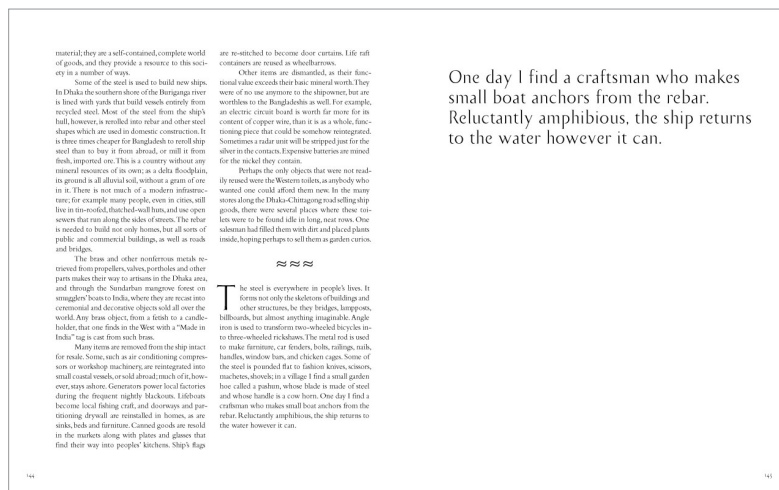 material; they are a self-contained, complete world
of goods, and they provide a resource to this soci-
ety in a number of ways.
Some of the steel is used to build new ships.
In Dhaka the southern shore of the Buriganga river
is lined with yards that build vessels entirely from
recycled steel. Most of the steel from the ship's
hull, however, is rerolled into rebar and other steel
shapes which are used in domestic construction. It
is three times cheaper for Bangladesh to reroll ship
steel than to buy it from abroad, or mill it from
fresh, imported ore. This is a country without any
mineral resources of its own; as a delta floodplain,
its ground is all alluvial soil, without a gram of ore
in it. There is not much of a modern infrastruc-
ture; for example many people, even in cities, still
live in tin-roofed, thatched-wall huts, and use open
sewers that run along the sides of streets. The rebar
is needed to build not only homes, but all sorts of
public and commercial buildings, as well as roads
and bridges.
The brass and other nonferrous metals re-
trieved from propellers, valves, portholes and other
parts makes their way to artisans in the Dhaka area,
and through the Sundarban mangrove forest on
smugglers' boats to India, where they are recast into
ceremonial and decorative objects sold all over the
world. Any brass object, from a fetish to a candle-
holder, that one finds in the West with a "Made in
India" tag is cast from such brass.
Many items are removed from the ship intact
for resale. Some, such as air conditioning compres-
sors or workshop machinery, are reintegrated into
small coastal vessels, or sold abroad; much of it, how-
ever, stays ashore. Generators power local factories
during the frequent nightly blackouts. Lifeboats
become local fishing craft, and doorways and par-
titioning drywall are reinstalled in homes, as are
sinks, beds and furniture. Canned goods are resold
in the markets along with plates and glasses that
find their way into peoples' kitchens. Ship's flags
are re-stitched to become door curtains. Life raft
containers are reused as wheelbarrows.
Other items are dismantled, as their func-
tional value exceeds their basic mineral worth. They
were of no use anymore to the shipowner, but are
worthless to the Bangladeshis as well. For example,
an electric circuit board is worth far more for its
content of copper wire, than it is as a whole, func-
tioning piece that could be somehow reintegrated.
Sometimes a radar unit will be stripped just for the
silver in the contacts. Expensive batteries are mined
for the nickel they contain.
Perhaps the only objects that were not read-
ily reused were the Western toilets, as anybody who
wanted one could afford them new. In the many
stores along the Dhaka-Chittagong road selling ship
goods, there were several places where these toi-
lets were to be found idle in long, neat rows. One
salesman had filled them with dirt and placed plants
inside, hoping perhaps to sell them as garden curios.
≈≈≈
The steel is everywhere in people's lives. It
forms not only the skeletons of buildings and
other structures, be they bridges, lampposts,
billboards, but almost anything imaginable. Angle
iron is used to transform two-wheeled bicycles in-
to three-wheeled rickshaws. The metal rod is used
to make furniture, car fenders, bolts, railings, nails,
handles, window bars, and chicken cages. Some of
the steel is pounded flat to fashion knives, scissors,
machetes, shovels; in a village I find a small garden
hoe called a pashun, whose blade is made of steel
and whose handle is a cow horn. One day I find a
craftsman who makes small boat anchors from the
rebar. Reluctantly amphibious, the ship returns to
the water however it can.
144
One day I find a craftsman who makes
small boat anchors from the rebar.
Reluctantly amphibious, the ship returns
to the water however it can.
145